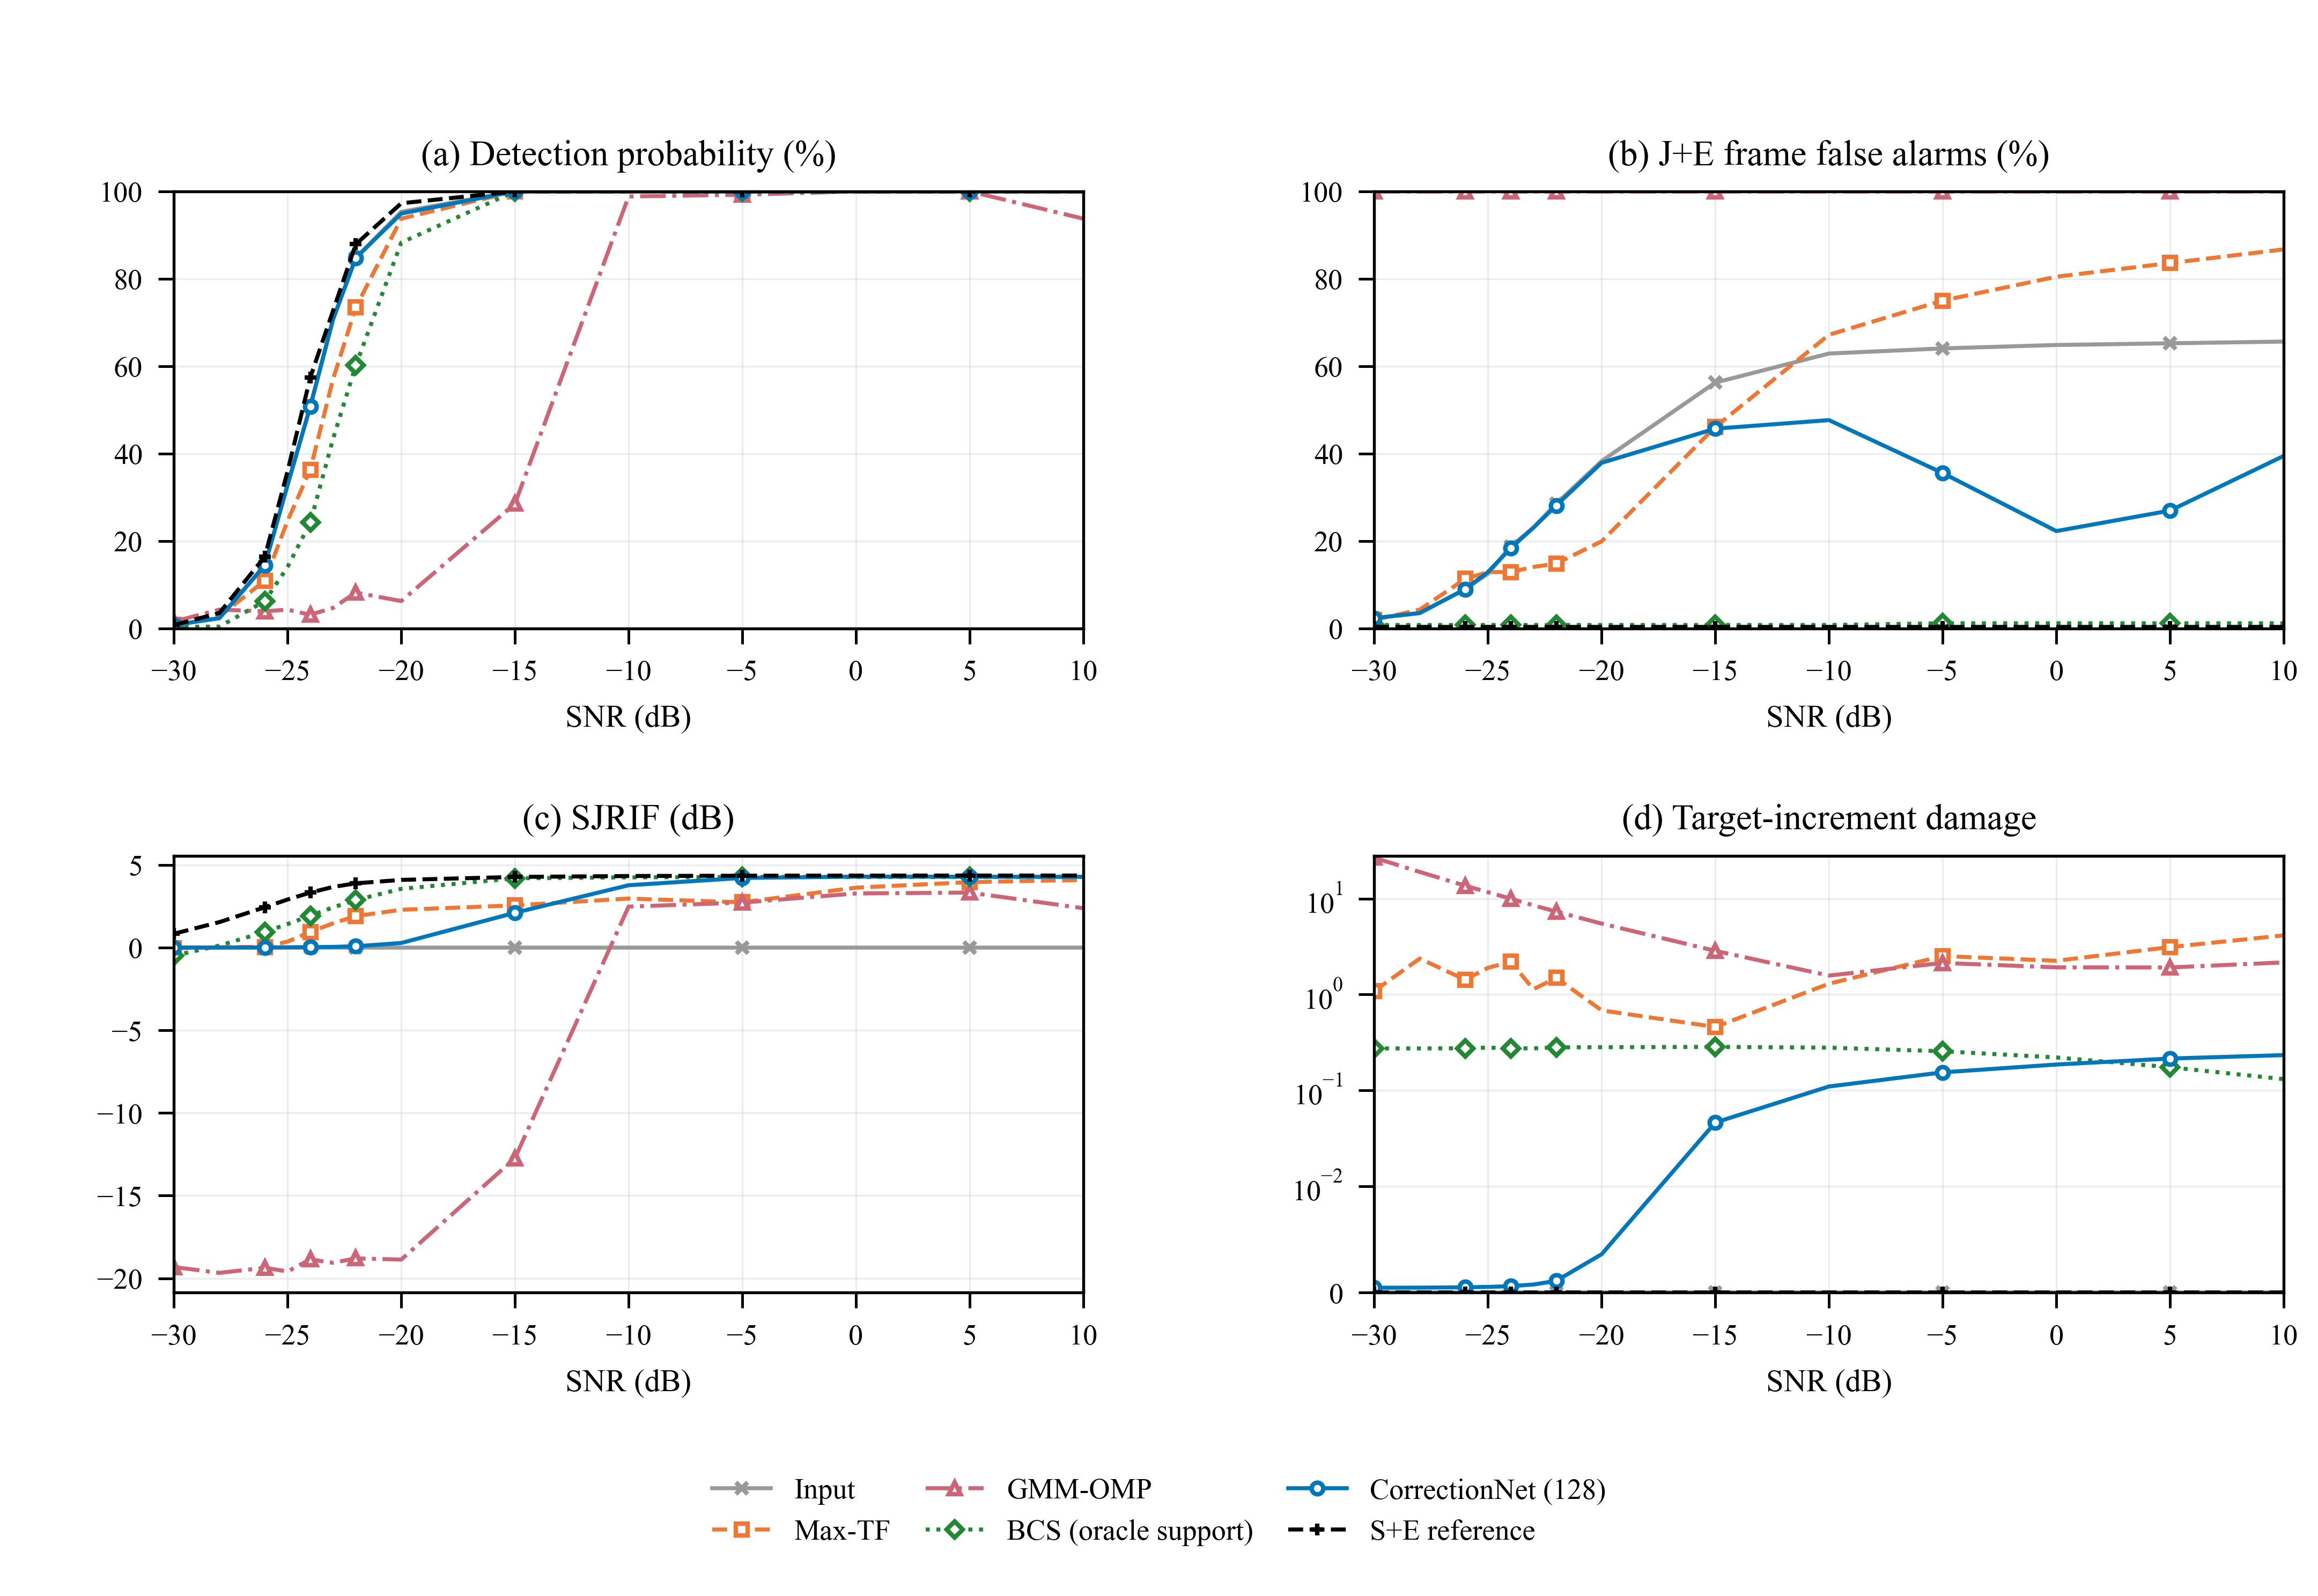 (a) Detection probability (%)
100
80
60
40
20
0
−30 −25 −20 −15 −10 −5 0 5 10
SNR (dB)
(b) J+E frame false alarms (%)
100
80
60
40
20
0
−30 −25 −20 −15 −10 −5 0 5 10
SNR (dB)
(c) SJRIF (dB)
5
0
−5
−10
−15
−20
−30 −25 −20 −15 −10 −5 0 5 10
SNR (dB)
(d) Target-increment damage
10¹
10⁰
10⁻¹
10⁻²
0
−30 −25 −20 −15 −10 −5 0 5 10
SNR (dB)
Input GMM-OMP CorrectionNet (128)
Max-TF BCS (oracle support) S+E reference